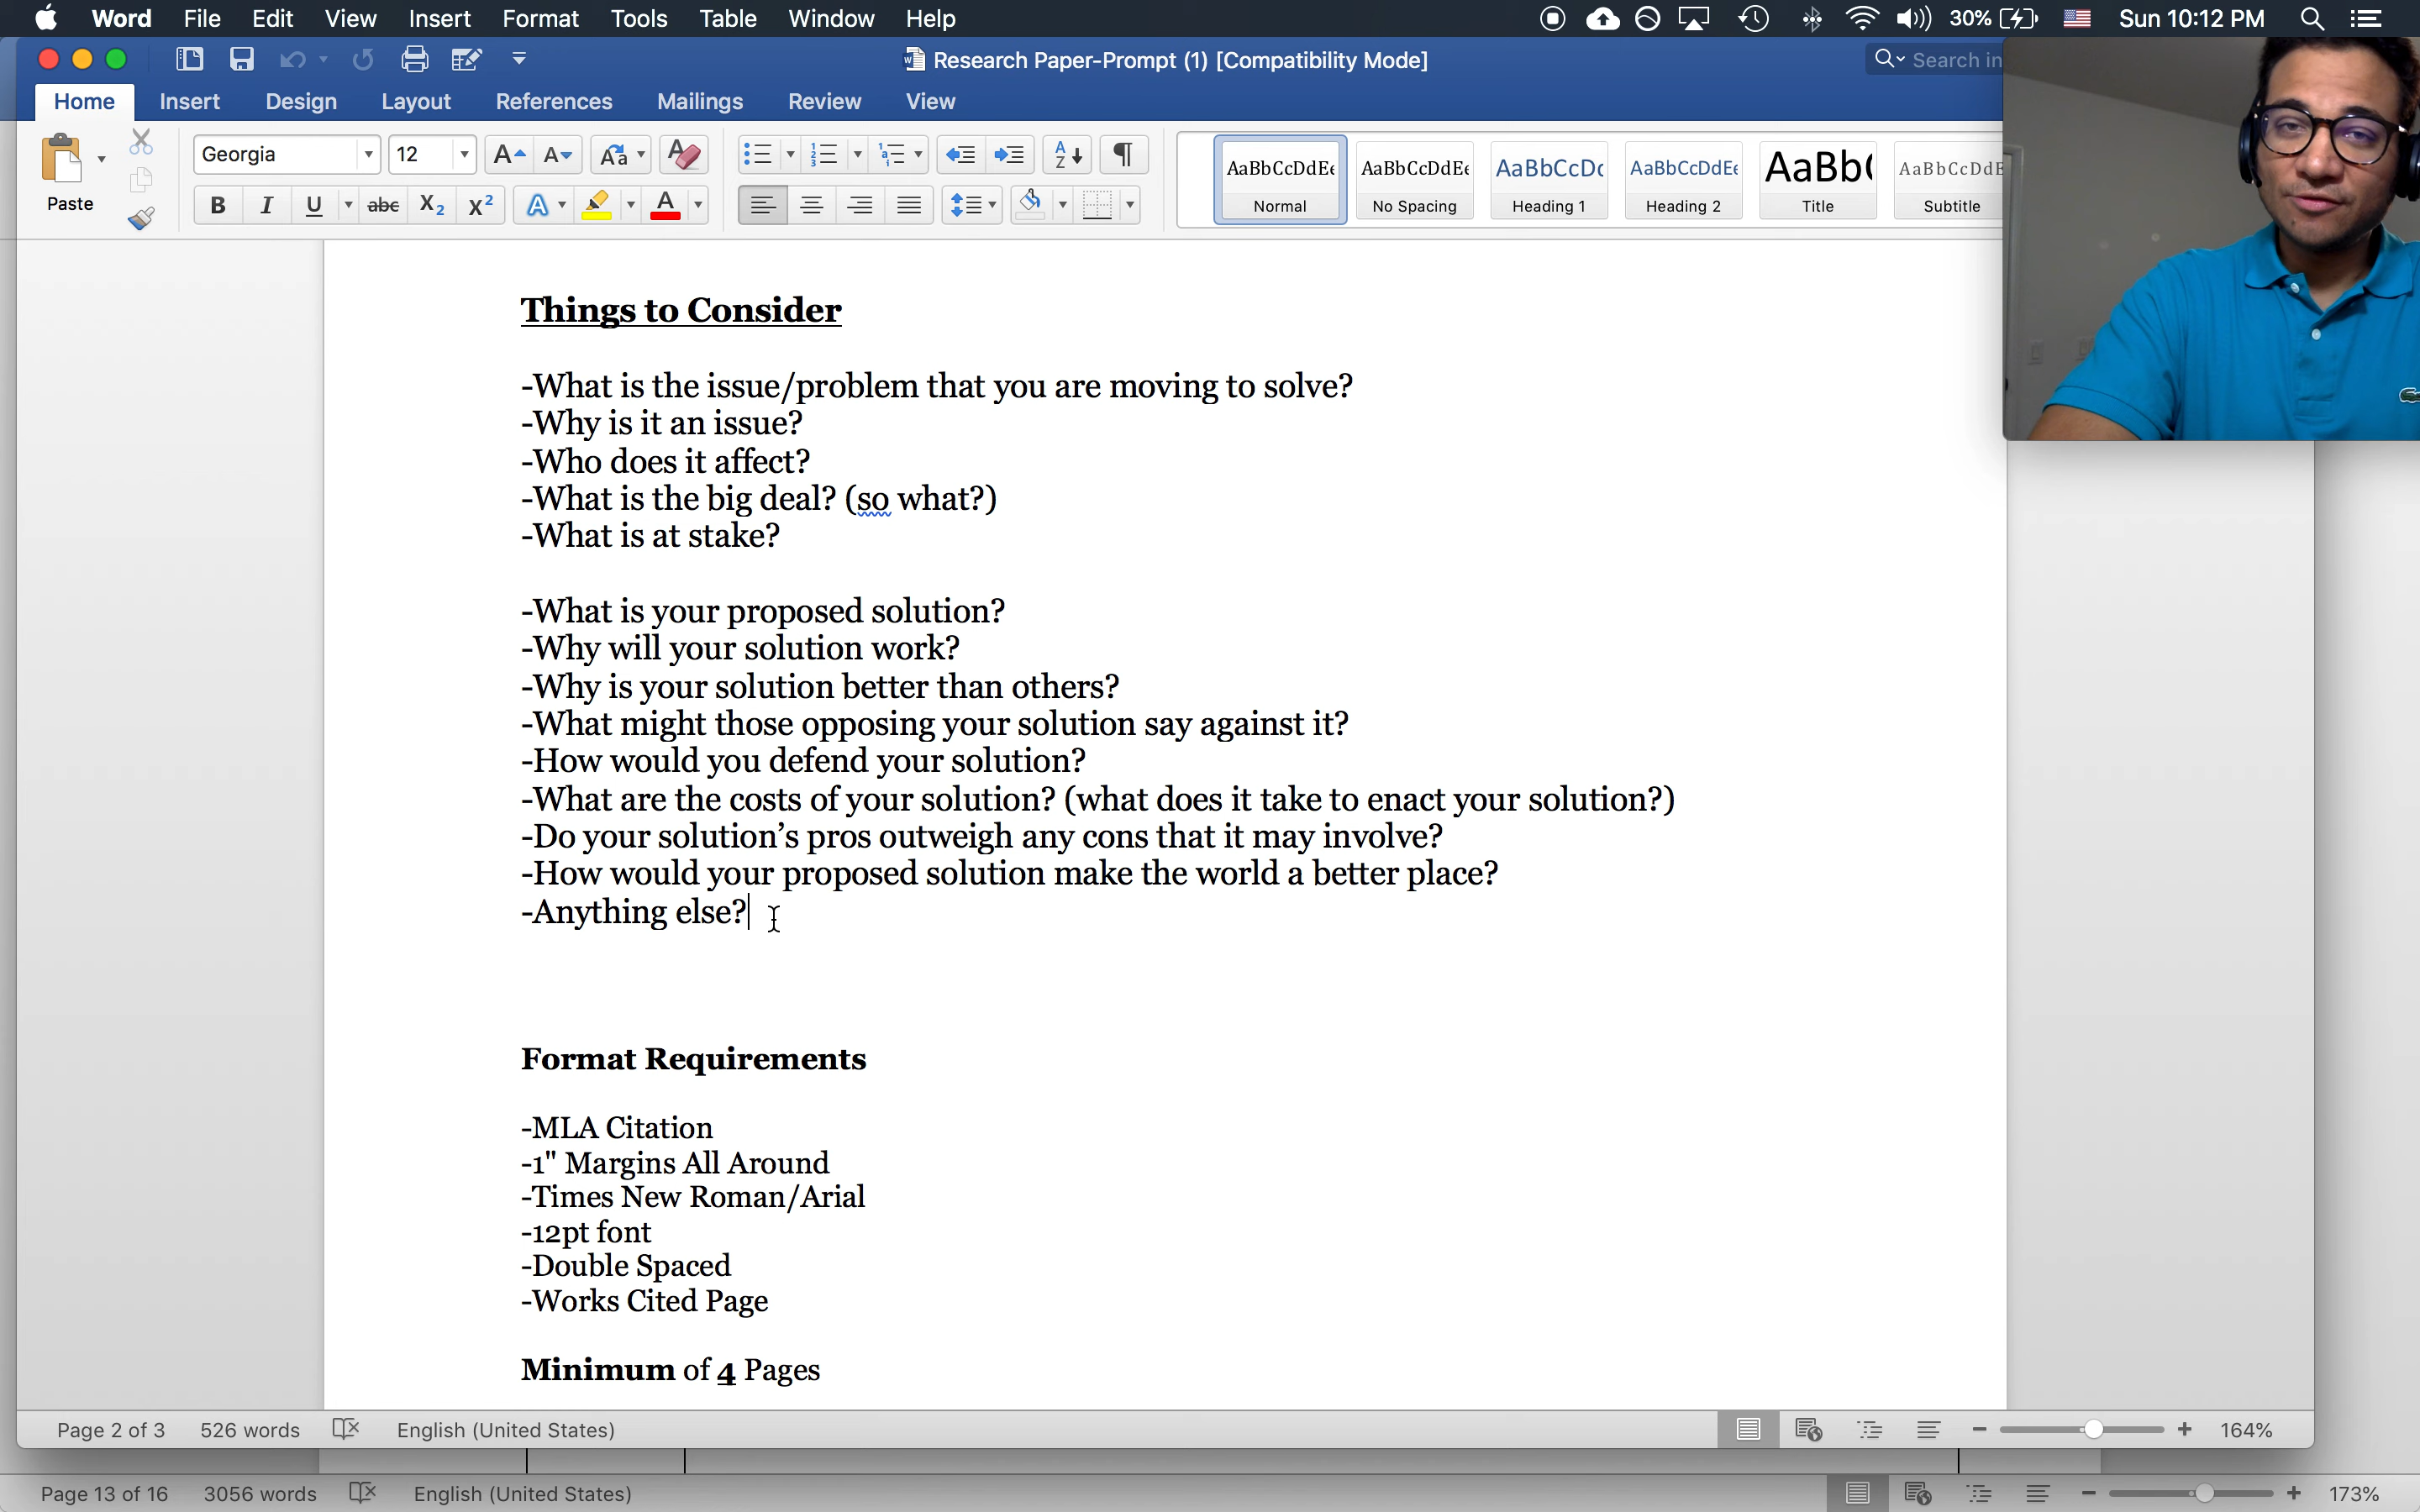 Word File Edit View Insert Format Tools Table Window Help 30% Sun 10:12 PM
Research Paper-Prompt (1) [Compatibility Mode] Search in
Home Insert Design Layout References Mailings Review View
Paste Georgia 12
AaBbCcDdEe AaBbCcDdEe AaBbCcDc AaBbCcDdEe AaBb( AaBbCcDdE
Normal No Spacing Heading 1 Heading 2 Title Subtitle
Things to Consider
-What is the issue/problem that you are moving to solve?
-Why is it an issue?
-Who does it affect?
-What is the big deal? (so what?)
-What is at stake?
-What is your proposed solution?
-Why will your solution work?
-Why is your solution better than others?
-What might those opposing your solution say against it?
-How would you defend your solution?
-What are the costs of your solution? (what does it take to enact your solution?)
-Do your solution’s pros outweigh any cons that it may involve?
-How would your proposed solution make the world a better place?
-Anything else?
Format Requirements
-MLA Citation
-1" Margins All Around
-Times New Roman/Arial
-12pt font
-Double Spaced
-Works Cited Page
Minimum of 4 Pages
Page 2 of 3 526 words English (United States) 164%
Page 13 of 16 3056 words English (United States) 173%